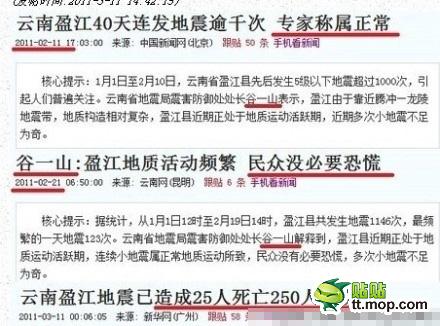 (发帖时间:2011-3-11 14:42:15)
云南盈江40天连发地震逾千次 专家称属正常
2011-02-11 17:03:00 来源: 中国新闻网(北京) 跟贴 50 条 手机看新闻
核心提示：1月1日至2月10日，云南省盈江县先后发生5级以下地震超过1000次，引
起人们普遍关注。云南省地震局震害防御处处长谷一山表示，盈江由于靠近腾冲—龙陵
地震带，地质构造相对复杂，盈江县近期正处于地质运动活跃期，近期多次小地震不足
为奇。
谷一山:盈江地质活动频繁 民众没必要恐慌
2011-02-21 06:50:00 来源: 云南网(昆明) 跟贴 6 条 手机看新闻
核心提示：据统计，从1月1日12时至2月19日14时，盈江县共发生地震1146次，最频
繁的一天地震123次。云南省地震局震害防御处处长谷一山解释到，盈江县近期正处于地
质运动活跃期，连续小地震属正常地质运动所致，民众没有必要恐慌，多次小地震不足
为奇。
云南盈江地震已造成25人死亡250人
2011-03-11 00:06:05 来源: 新华网(广州) 跟贴 58 条
贴贴
tt.mop.com